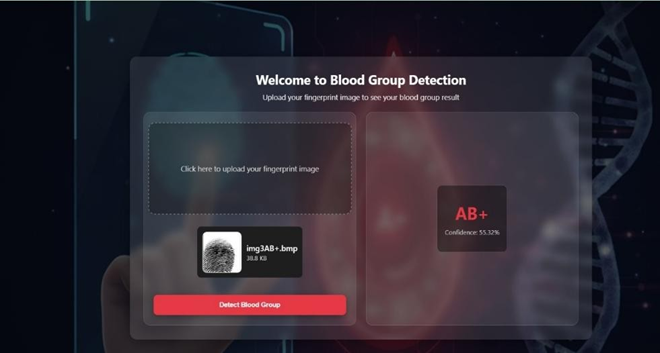 Welcome to Blood Group Detection
Upload your fingerprint image to see your blood group result
Click here to upload your fingerprint image
img3AB+.bmp
38.8 KB
Detect Blood Group
AB+
Confidence: 55.32%